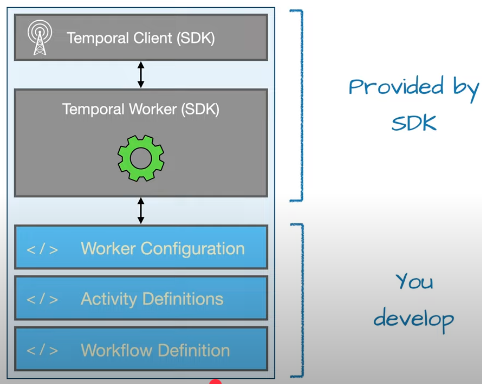 Temporal Client (SDK)
Provided by
SDK
Temporal Worker (SDK)
</> Worker Configuration
</> Activity Definitions
</> Workflow Definition
You
develop